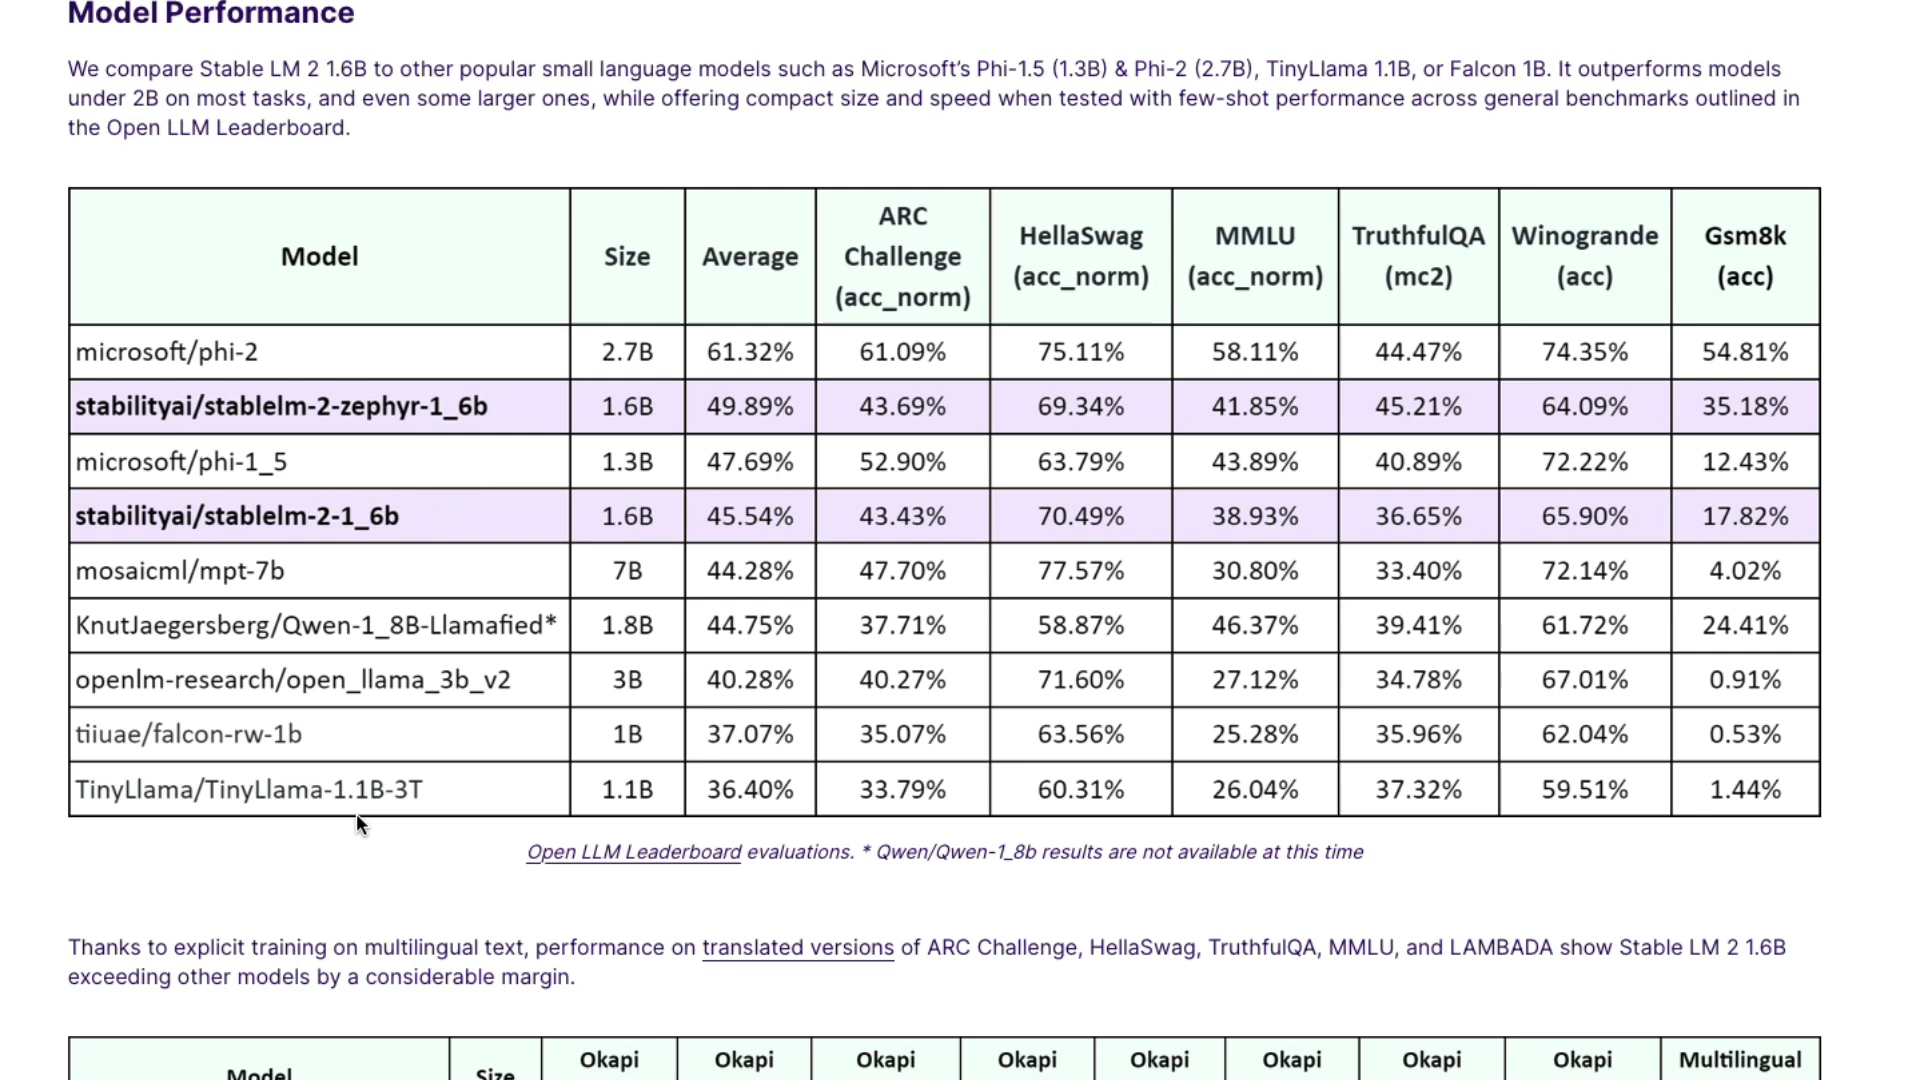 Model Performance
We compare Stable LM 2 1.6B to other popular small language models such as Microsoft’s Phi-1.5 (1.3B) & Phi-2 (2.7B), TinyLlama 1.1B, or Falcon 1B. It outperforms models
under 2B on most tasks, and even some larger ones, while offering compact size and speed when tested with few-shot performance across general benchmarks outlined in
the Open LLM Leaderboard.
Model Size Average ARC Challenge (acc_norm) HellaSwag (acc_norm) MMLU (acc_norm) TruthfulQA (mc2) Winogrande (acc) Gsm8k (acc)
microsoft/phi-2 2.7B 61.32% 61.09% 75.11% 58.11% 44.47% 74.35% 54.81%
stabilityai/stablelm-2-zephyr-1_6b 1.6B 49.89% 43.69% 69.34% 41.85% 45.21% 64.09% 35.18%
microsoft/phi-1_5 1.3B 47.69% 52.90% 63.79% 43.89% 40.89% 72.22% 12.43%
stabilityai/stablelm-2-1_6b 1.6B 45.54% 43.43% 70.49% 38.93% 36.65% 65.90% 17.82%
mosaicml/mpt-7b 7B 44.28% 47.70% 77.57% 30.80% 33.40% 72.14% 4.02%
KnutJaegersberg/Qwen-1_8B-Llamafied* 1.8B 44.75% 37.71% 58.87% 46.37% 39.41% 61.72% 24.41%
openlm-research/open_llama_3b_v2 3B 40.28% 40.27% 71.60% 27.12% 34.78% 67.01% 0.91%
tiiuae/falcon-rw-1b 1B 37.07% 35.07% 63.56% 25.28% 35.96% 62.04% 0.53%
TinyLlama/TinyLlama-1.1B-3T 1.1B 36.40% 33.79% 60.31% 26.04% 37.32% 59.51% 1.44%
Open LLM Leaderboard evaluations. * Qwen/Qwen-1_8b results are not available at this time
Thanks to explicit training on multilingual text, performance on translated versions of ARC Challenge, HellaSwag, TruthfulQA, MMLU, and LAMBADA show Stable LM 2 1.6B
exceeding other models by a considerable margin.
Model Size Okapi Okapi Okapi Okapi Okapi Okapi Okapi Okapi Multilingual